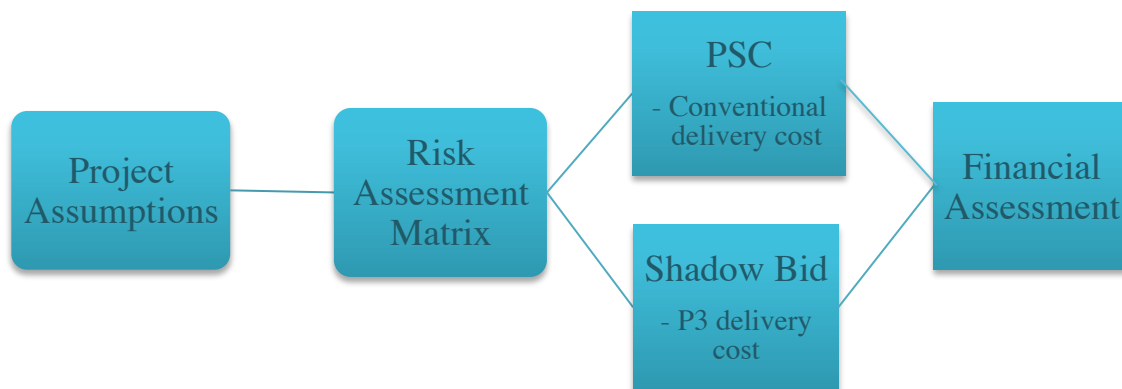 Project
Assumptions
Risk
Assessment
Matrix
PSC
- Conventional
delivery cost
Shadow Bid
- P3 delivery
cost
Financial
Assessment